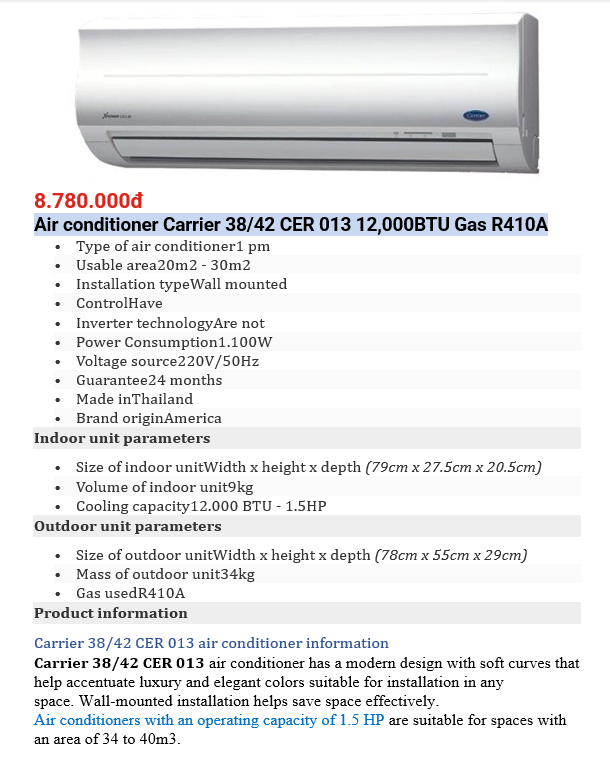 Carrier
8.780.000đ
Air conditioner Carrier 38/42 CER 013 12,000BTU Gas R410A
• Type of air conditioner1 pm
• Usable area20m2 - 30m2
• Installation typeWall mounted
• ControlHave
• Inverter technologyAre not
• Power Consumption1.100W
• Voltage source220V/50Hz
• Guarantee24 months
• Made inThailand
• Brand originAmerica
Indoor unit parameters
• Size of indoor unitWidth x height x depth (79cm x 27.5cm x 20.5cm)
• Volume of indoor unit9kg
• Cooling capacity12.000 BTU - 1.5HP
Outdoor unit parameters
• Size of outdoor unitWidth x height x depth (78cm x 55cm x 29cm)
• Mass of outdoor unit34kg
• Gas usedR410A
Product information
Carrier 38/42 CER 013 air conditioner information
Carrier 38/42 CER 013 air conditioner has a modern design with soft curves that
help accentuate luxury and elegant colors suitable for installation in any
space. Wall-mounted installation helps save space effectively.
Air conditioners with an operating capacity of 1.5 HP are suitable for spaces with
an area of 34 to 40m3.